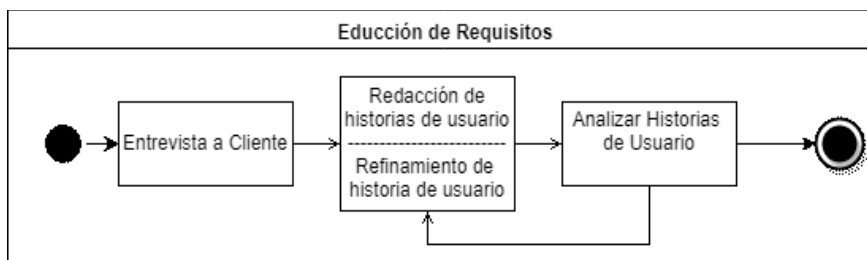 Educción de Requisitos
Entrevista a Cliente
Redacción de
historias de usuario
Refinamiento de
historia de usuario
Analizar Historias
de Usuario